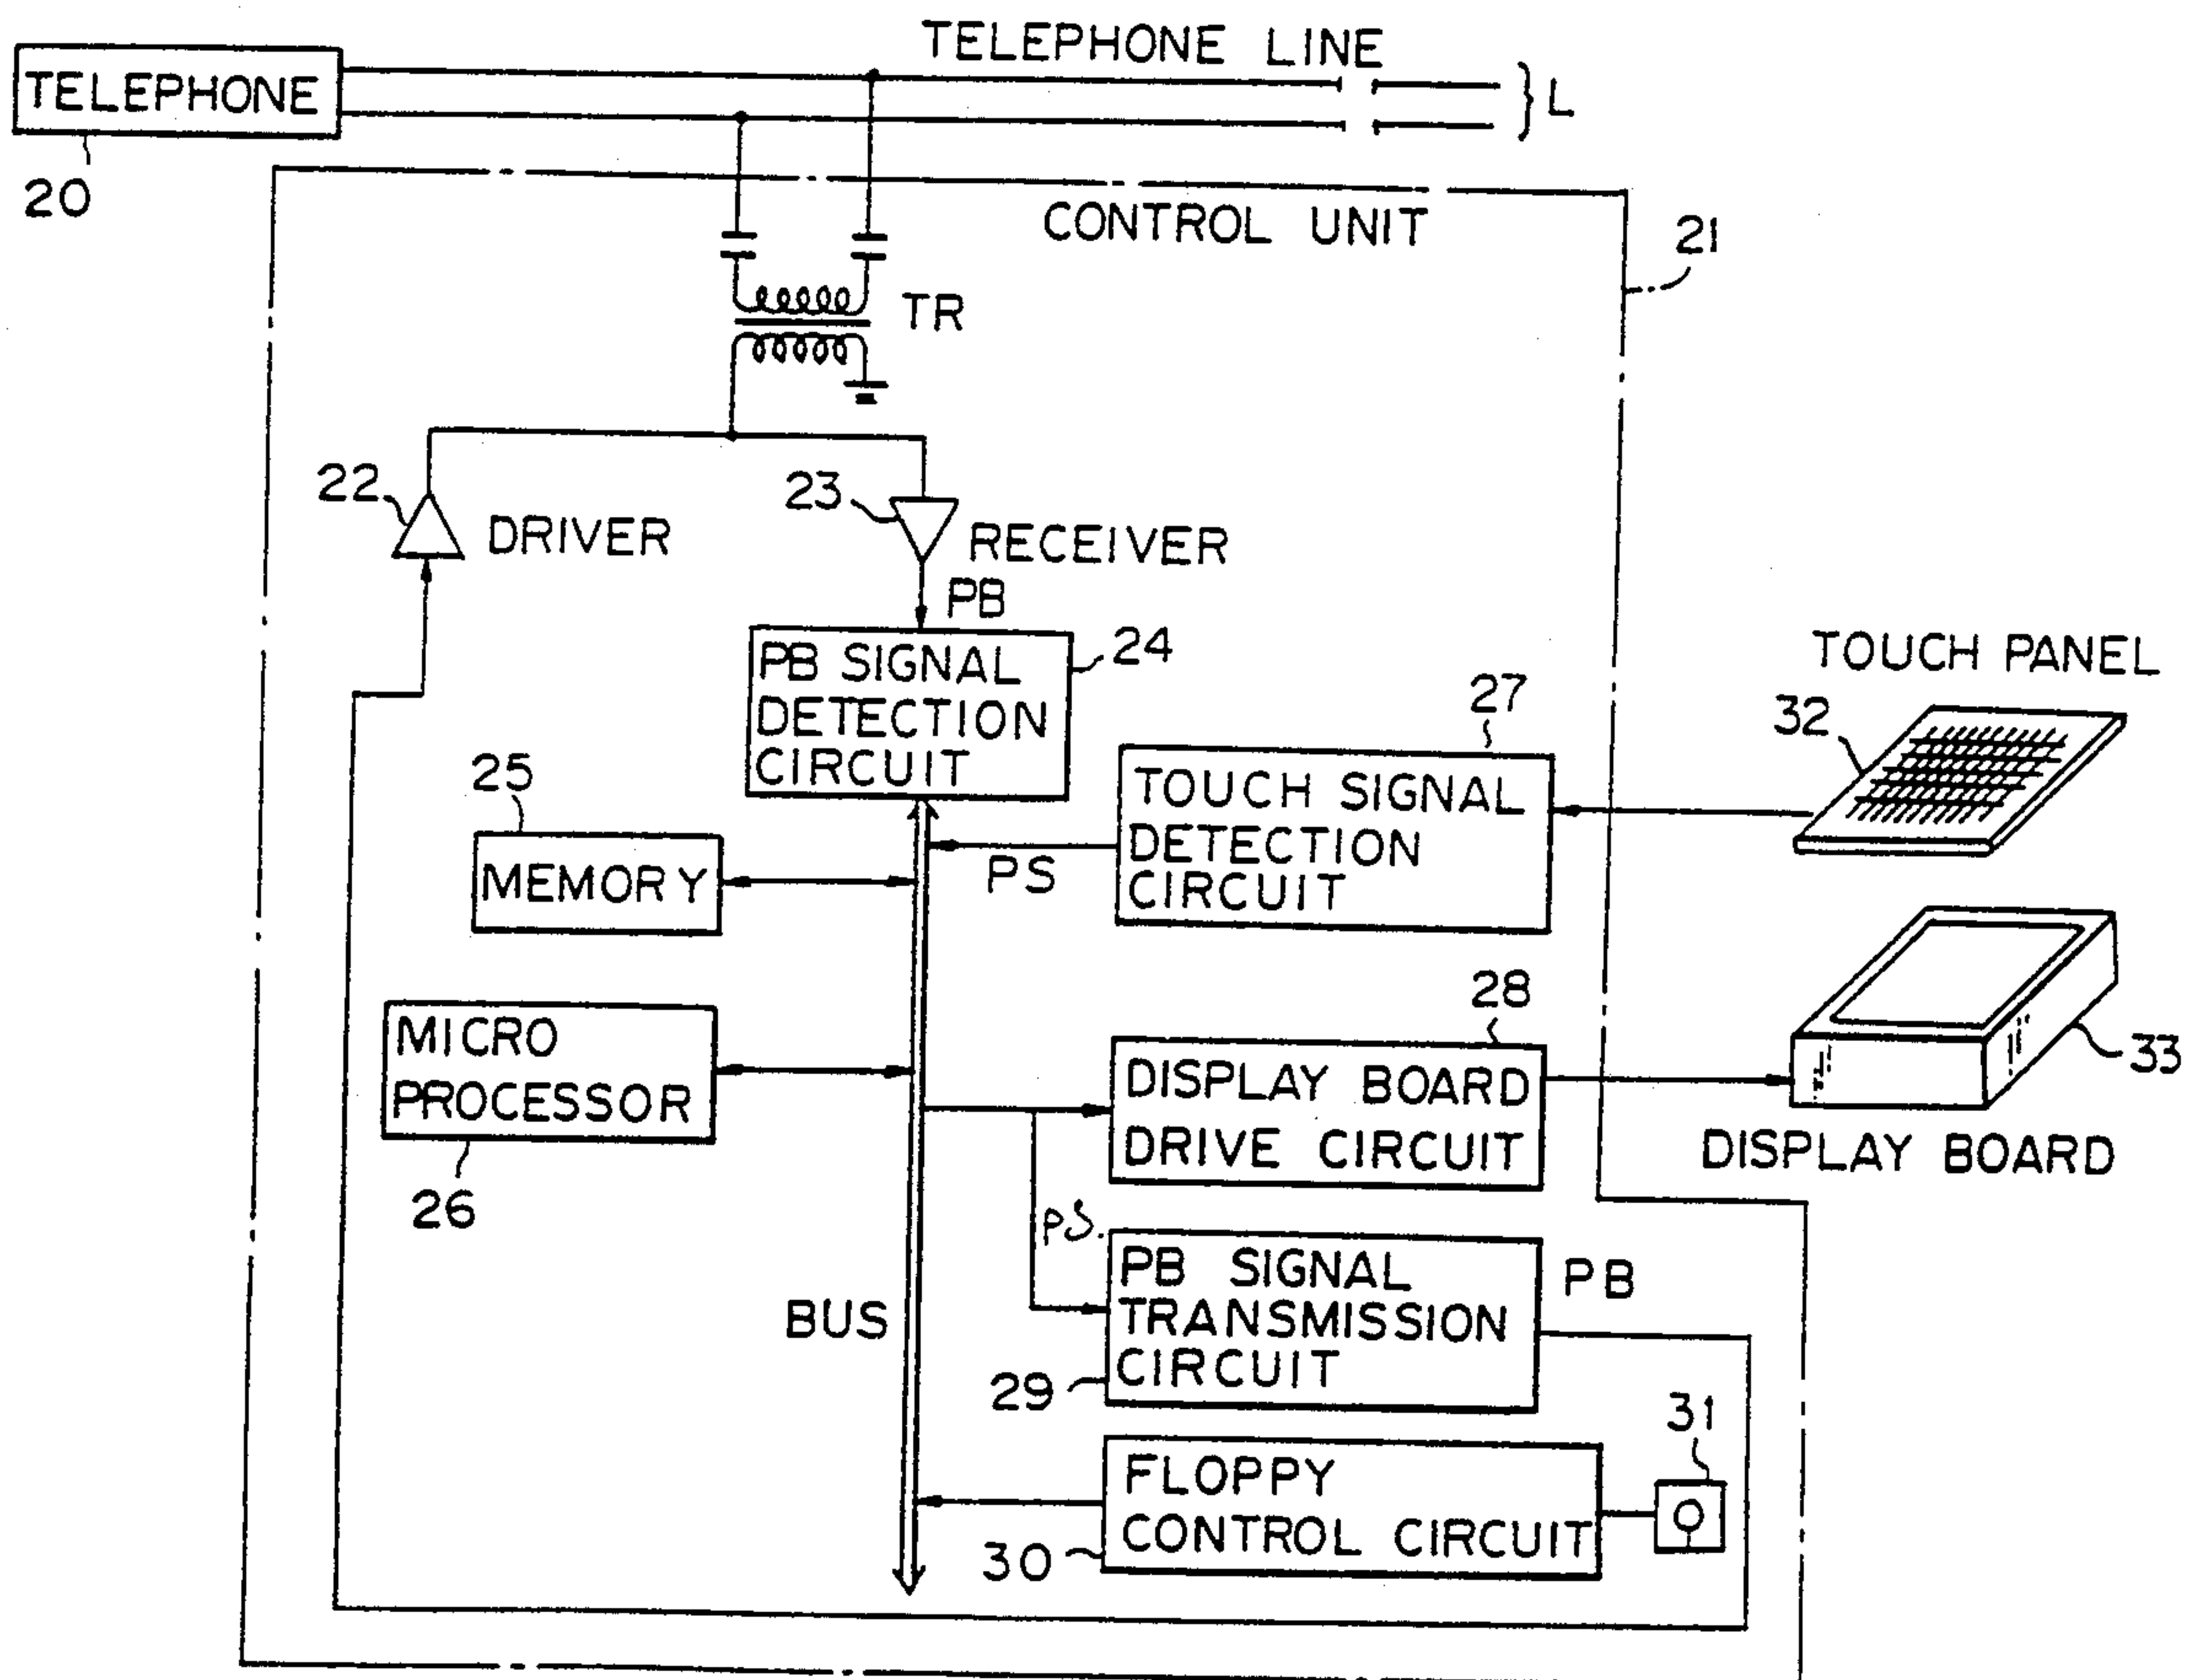 TELEPHONE LINE
TELEPHONE
L
20
CONTROL UNIT
21
TR
22
DRIVER
23
RECEIVER
PB
PB SIGNAL
DETECTION
CIRCUIT
24
TOUCH PANEL
32
27
TOUCH SIGNAL
DETECTION
CIRCUIT
PS
25
MEMORY
28
DISPLAY BOARD
DRIVE CIRCUIT
33
DISPLAY BOARD
MICRO
PROCESSOR
26
PS.
PB SIGNAL
TRANSMISSION
CIRCUIT
PB
BUS
29
31
FLOPPY
CONTROL CIRCUIT
30